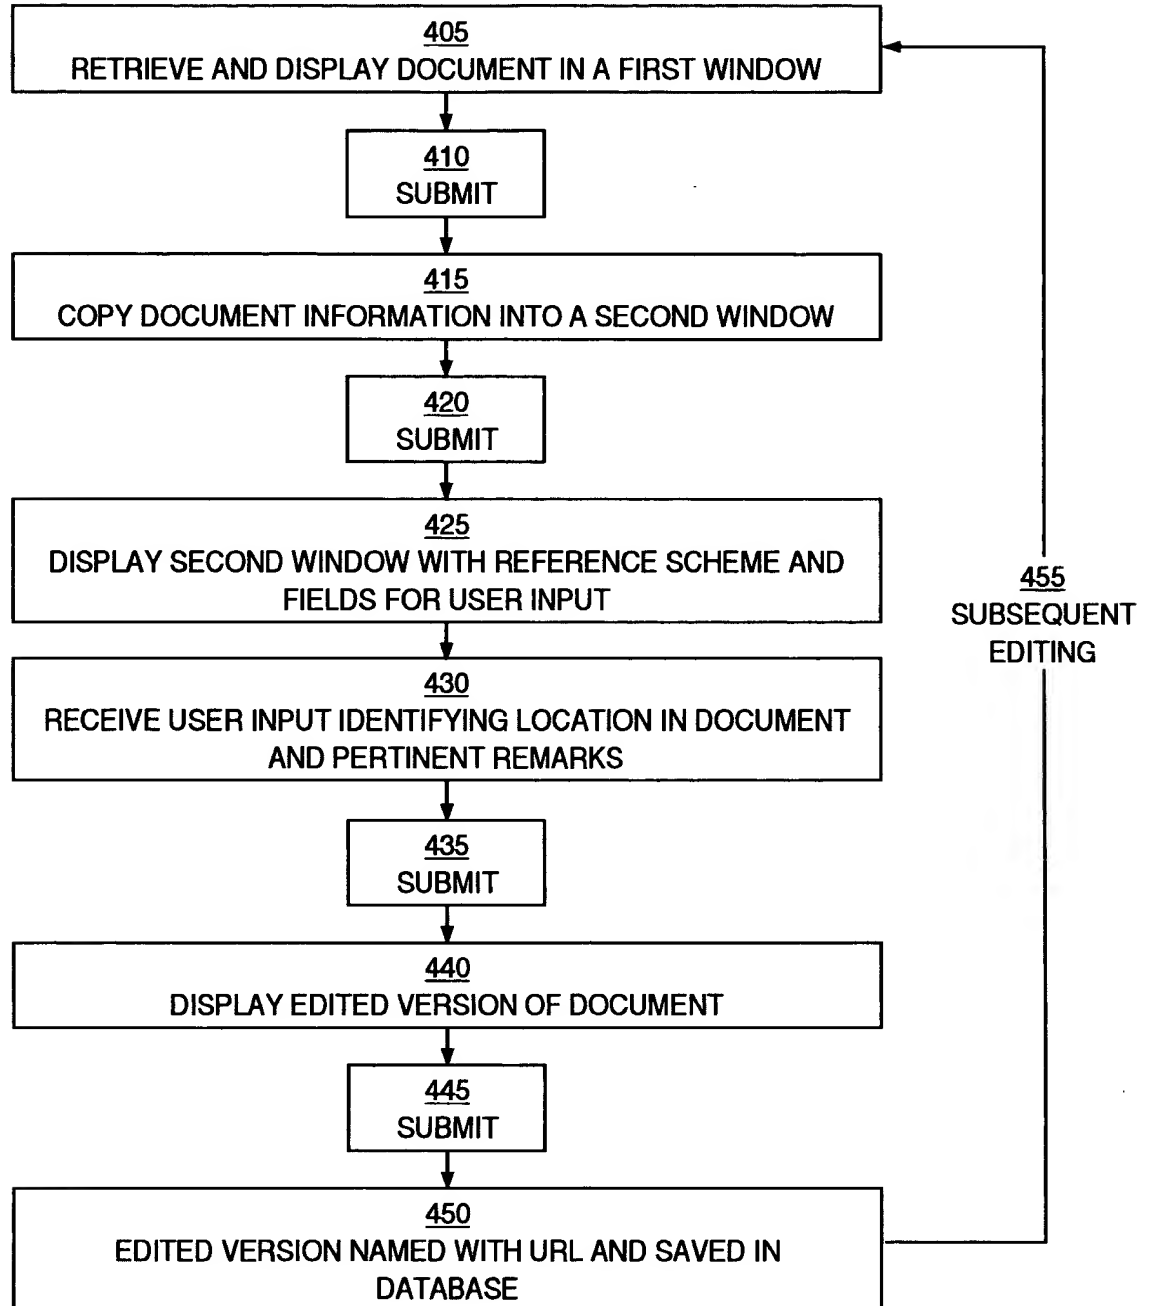 405
RETRIEVE AND DISPLAY DOCUMENT IN A FIRST WINDOW
410
SUBMIT
415
COPY DOCUMENT INFORMATION INTO A SECOND WINDOW
420
SUBMIT
425
DISPLAY SECOND WINDOW WITH REFERENCE SCHEME AND
FIELDS FOR USER INPUT
430
RECEIVE USER INPUT IDENTIFYING LOCATION IN DOCUMENT
AND PERTINENT REMARKS
435
SUBMIT
440
DISPLAY EDITED VERSION OF DOCUMENT
445
SUBMIT
450
EDITED VERSION NAMED WITH URL AND SAVED IN
DATABASE
455
SUBSEQUENT
EDITING